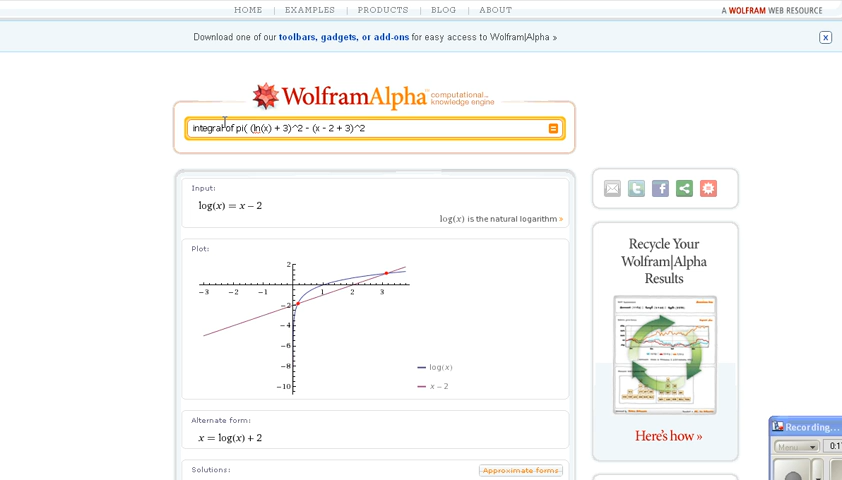 HOME | EXAMPLES | PRODUCTS | BLOG | ABOUT
A WOLFRAM WEB RESOURCE
Download one of our toolbars, gadgets, or add-ons for easy access to Wolfram|Alpha »
x
WolframAlpha computational...
knowledge engine
integral of pi( (ln(x) + 3)^2 - (x - 2 + 3)^2
=
Input:
log(x) = x − 2
log(x) is the natural logarithm »
Plot:
2
−3 −2 −1 1 2 3
−2
−4
−6
−8
−10
log(x)
x − 2
Alternate form:
x = log(x) + 2
Solutions:
Approximate forms
Recycle Your
Wolfram|Alpha
Results
Here's how »
Recording...
Menu